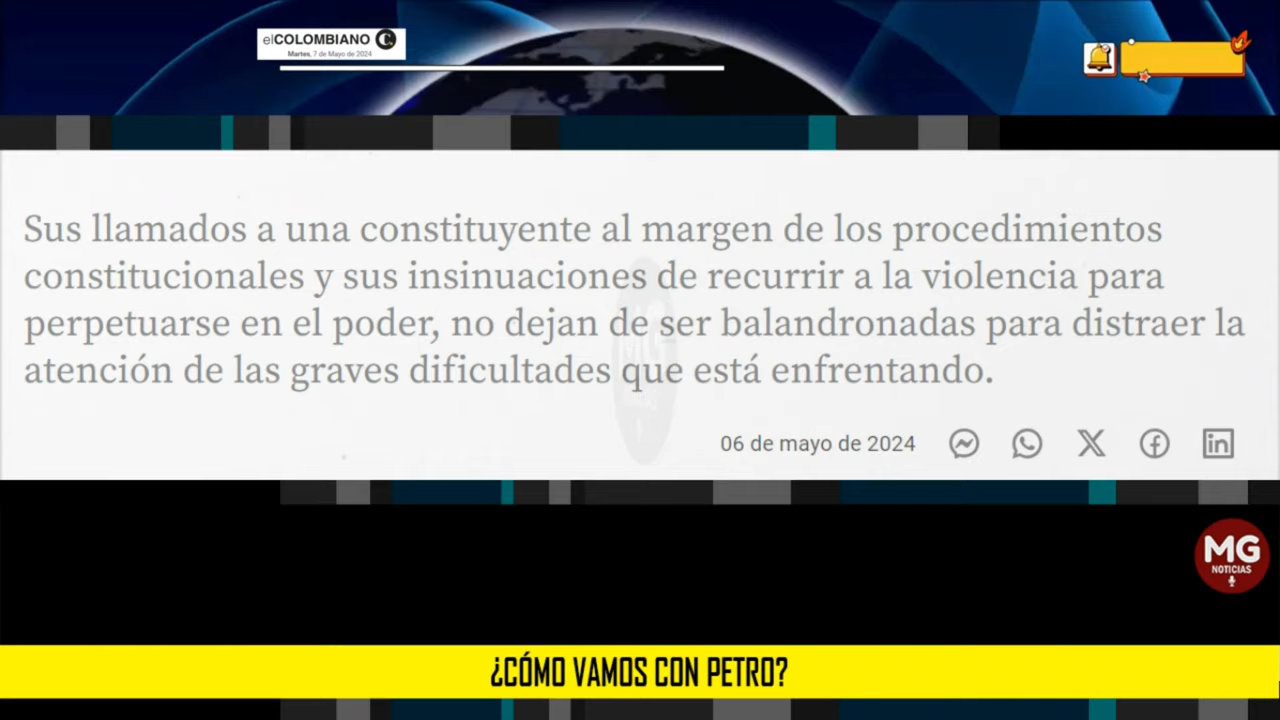 elCOLOMBIANO
Martes, 7 de Mayo de 2024
Sus llamados a una constituyente al margen de los procedimientos
constitucionales y sus insinuaciones de recurrir a la violencia para
perpetuarse en el poder, no dejan de ser balandronadas para distraer la
atención de las graves dificultades que está enfrentando.
06 de mayo de 2024
MG
NOTICIAS
¿CÓMO VAMOS CON PETRO?